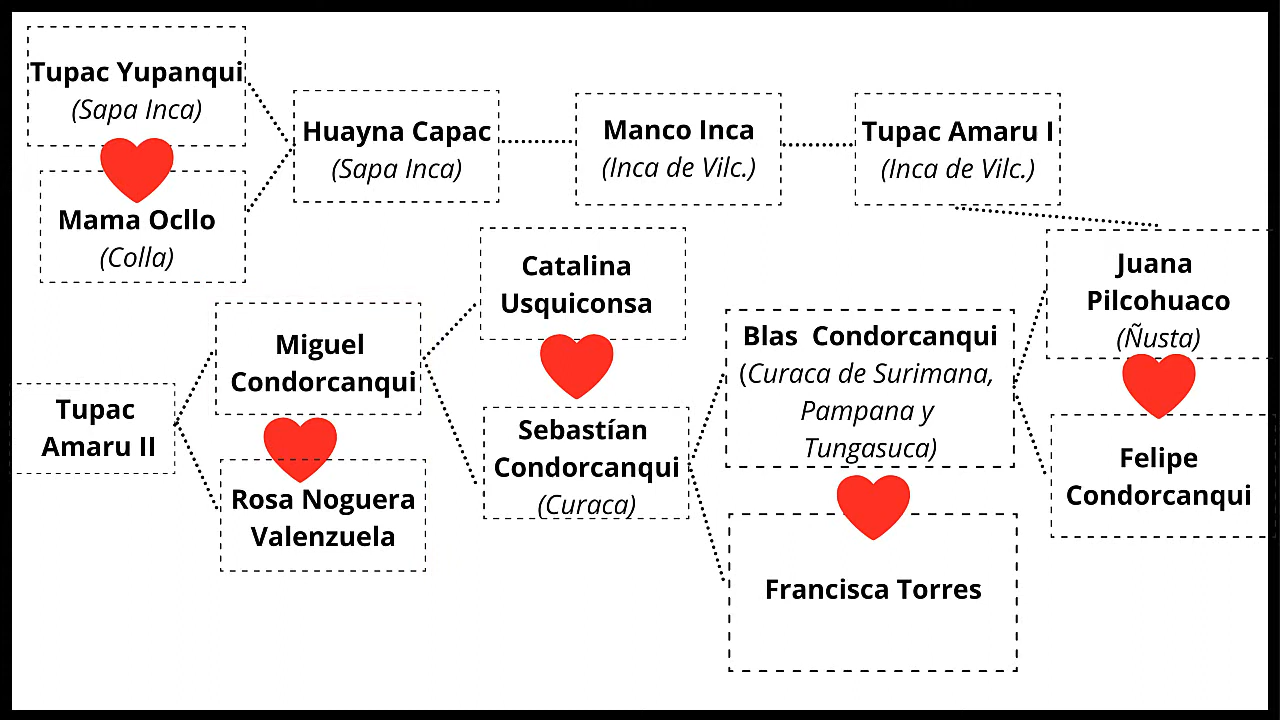 Tupac Yupanqui
(Sapa Inca)
Mama Ocllo
(Colla)
Huayna Capac
(Sapa Inca)
Manco Inca
(Inca de Vilc.)
Tupac Amaru I
(Inca de Vilc.)
Juana
Pilcohuaco
(Ñusta)
Felipe
Condorcanqui
Blas Condorcanqui
(Curaca de Surimana,
Pampana y
Tungasuca)
Francisca Torres
Catalina
Usquiconsa
Sebastían
Condorcanqui
(Curaca)
Miguel
Condorcanqui
Rosa Noguera
Valenzuela
Tupac
Amaru II